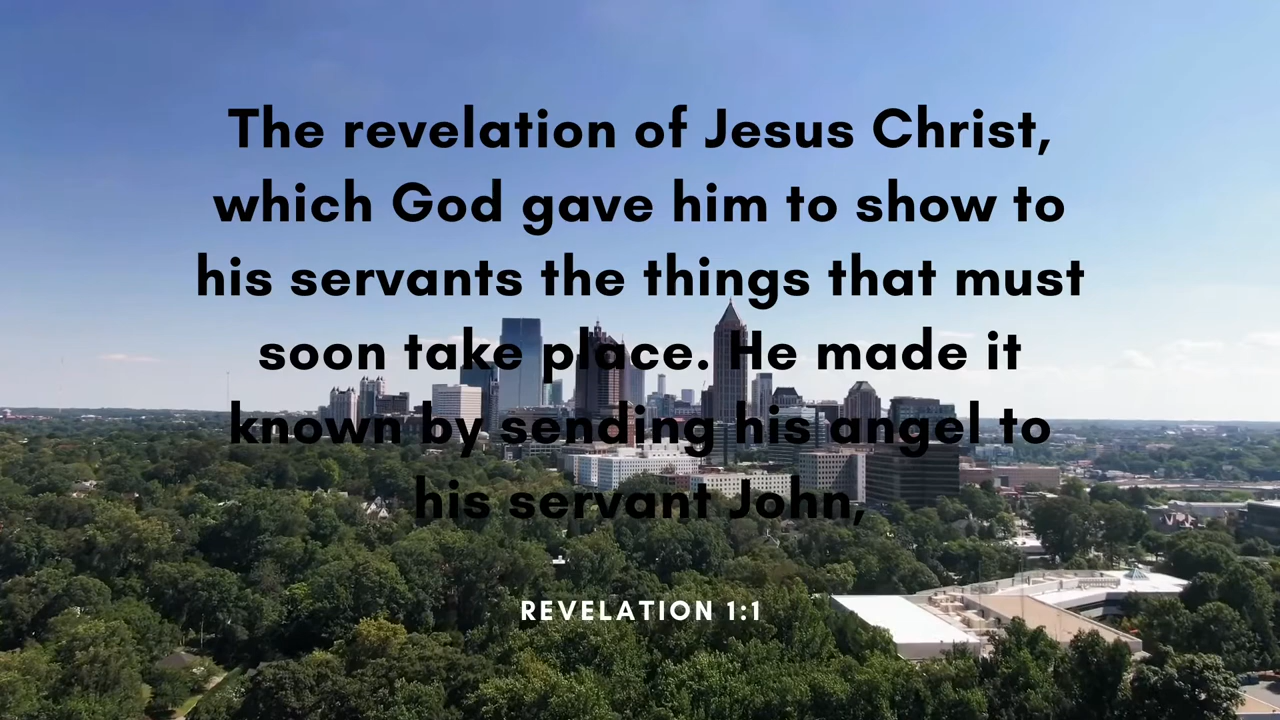 The revelation of Jesus Christ,
which God gave him to show to
his servants the things that must
soon take place. He made it
known by sending his angel to
his servant John,
REVELATION 1:1